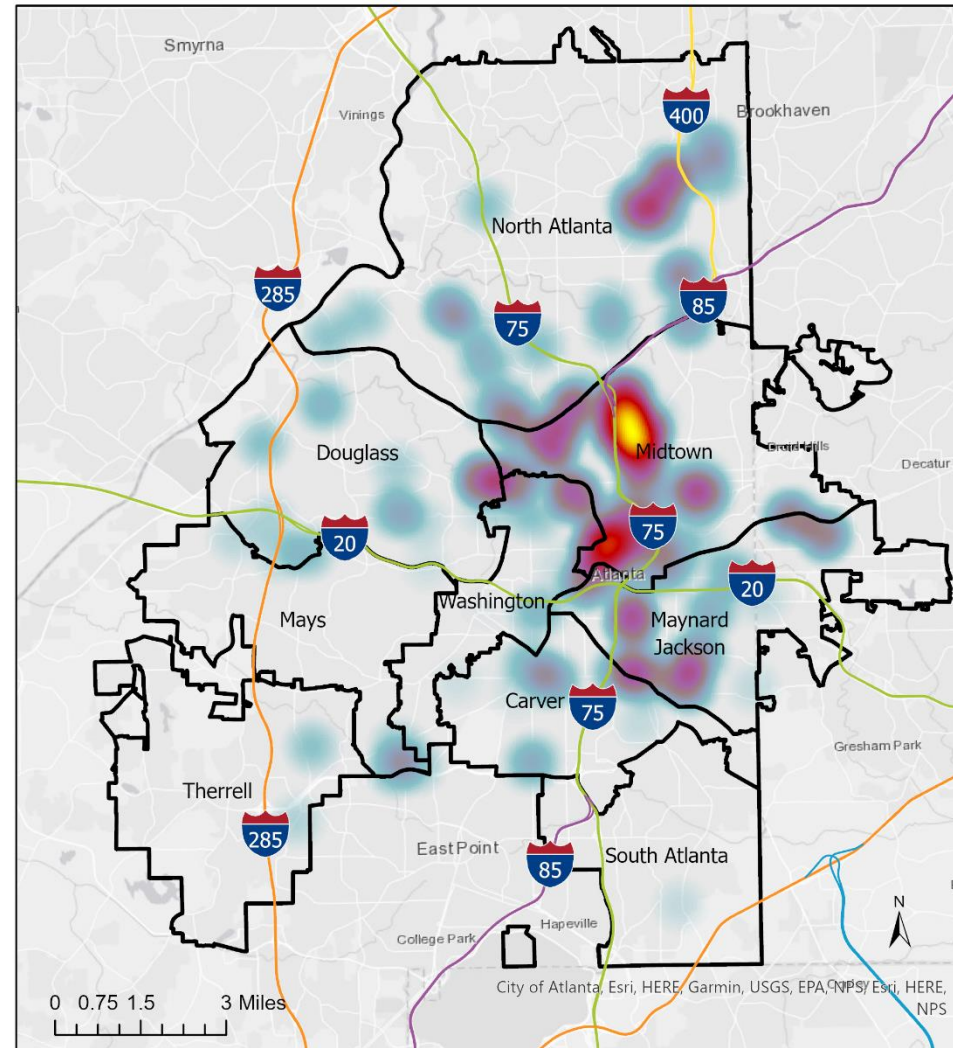 Smyrna
Vinings
400
Brookhaven
North Atlanta
285
75
85
Douglass
Midtown
Druid Hills
Decatur
20
75
Atlanta
20
Washington
Mays
Maynard
Jackson
Carver
75
Gresham Park
Therrell
285
East Point
85
South Atlanta
N
Hapeville
College Park
City of Atlanta, Esri, HERE, Garmin, USGS, EPA, NPS, Esri, HERE,
NPS
0 0.75 1.5 3 Miles